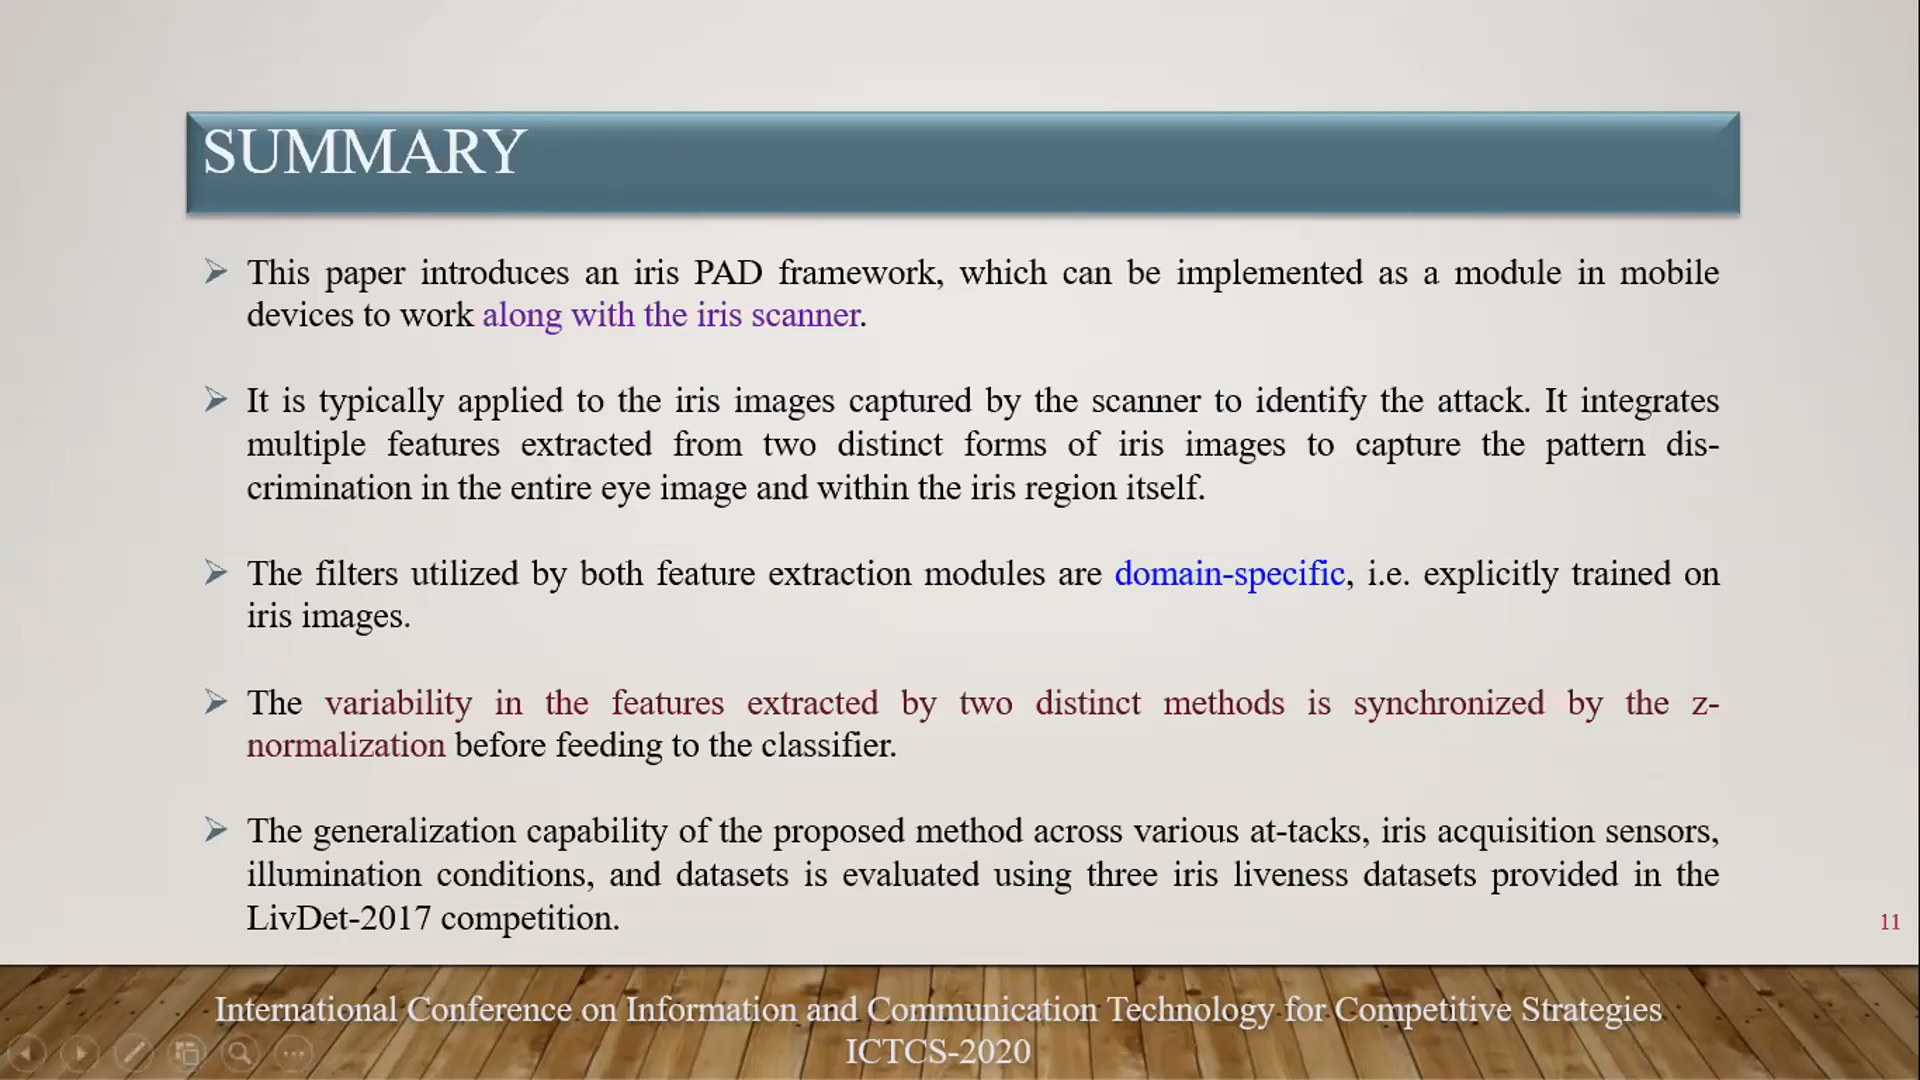 SUMMARY
This paper introduces an iris PAD framework, which can be implemented as a module in mobile
devices to work along with the iris scanner.
It is typically applied to the iris images captured by the scanner to identify the attack. It integrates
multiple features extracted from two distinct forms of iris images to capture the pattern dis-
crimination in the entire eye image and within the iris region itself.
The filters utilized by both feature extraction modules are domain-specific, i.e. explicitly trained on
iris images.
The variability in the features extracted by two distinct methods is synchronized by the z-
normalization before feeding to the classifier.
The generalization capability of the proposed method across various at-tacks, iris acquisition sensors,
illumination conditions, and datasets is evaluated using three iris liveness datasets provided in the
LivDet-2017 competition.
11
International Conference on Information and Communication Technology for Competitive Strategies
ICTCS-2020